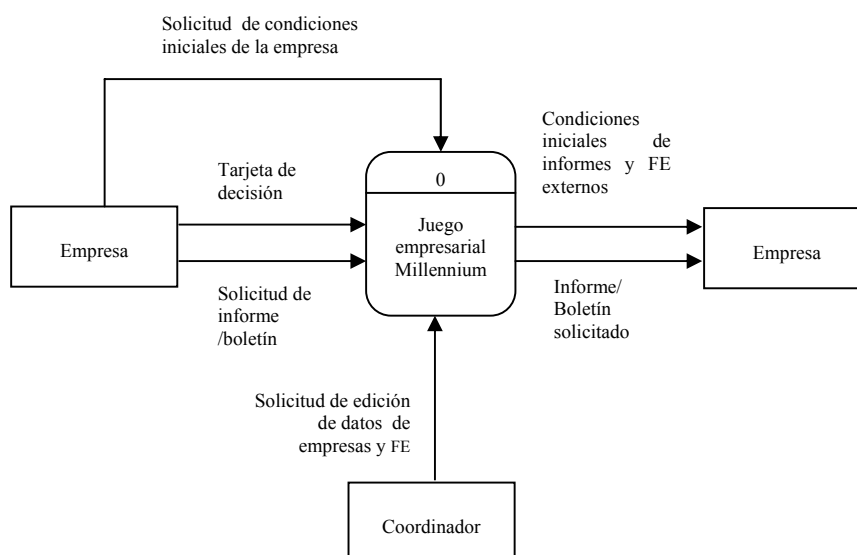 Solicitud de condiciones
iniciales de la empresa
Condiciones
iniciales de
informes y FE
externos
Tarjeta de
decisión
0
Empresa
Juego
empresarial
Millennium
Empresa
Solicitud de
informe
/boletín
Informe/
Boletín
solicitado
Solicitud de edición
de datos de
empresas y FE
Coordinador